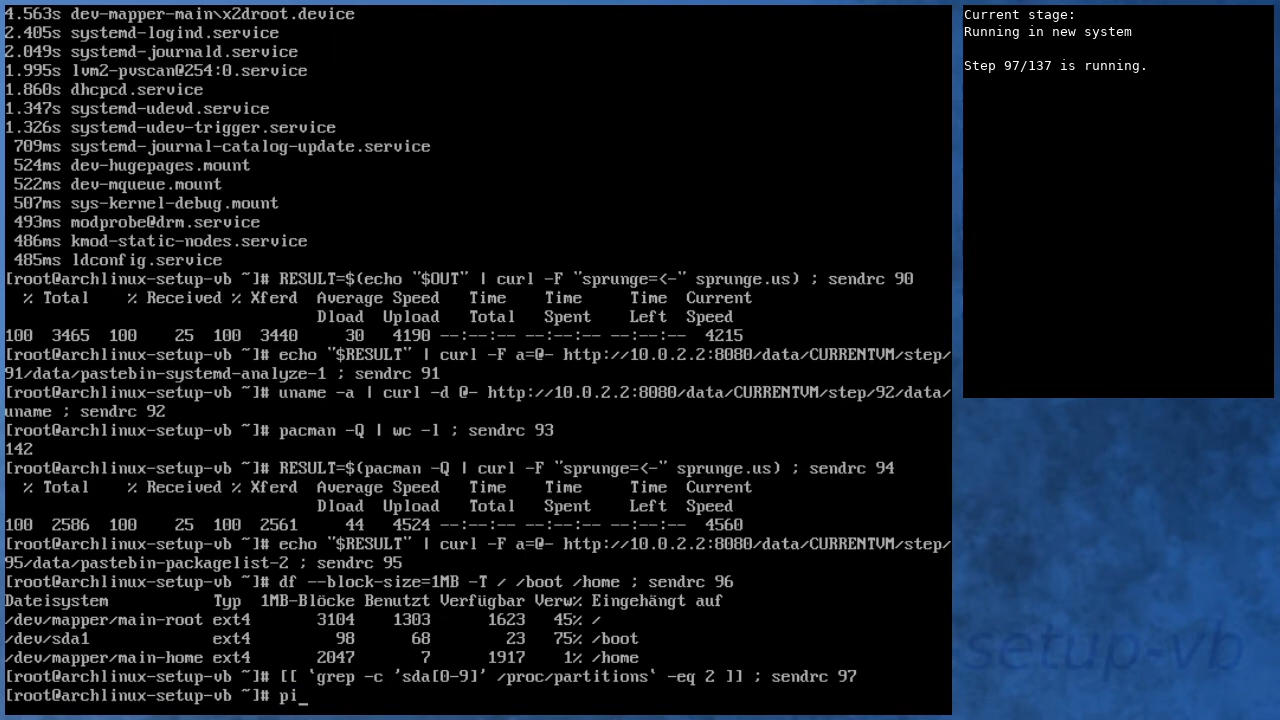 4.563s dev-mapper-main\x2droot.device
2.405s systemd-logind.service
2.049s systemd-journald.service
1.995s lvm2-pvscan@254:0.service
1.860s dhcpcd.service
1.347s systemd-udevd.service
1.326s systemd-udev-trigger.service
 709ms systemd-journal-catalog-update.service
 524ms dev-hugepages.mount
 522ms dev-mqueue.mount
 507ms sys-kernel-debug.mount
 493ms modprobe@drm.service
 486ms kmod-static-nodes.service
 485ms ldconfig.service
[root@archlinux-setup-vb ~]# RESULT=$(echo "$OUT" | curl -F "sprunge=<-" sprunge.us) ; sendrc 90
  % Total    % Received % Xferd  Average Speed   Time    Time     Time  Current
                                 Dload  Upload   Total   Spent    Left  Speed
100  3465  100    25  100  3440     30   4190 --:--:-- --:--:-- --:--:--  4215
[root@archlinux-setup-vb ~]# echo "$RESULT" | curl -F a=@- http://10.0.2.2:8080/data/CURRENTVM/step/
91/data/pastebin-systemd-analyze-1 ; sendrc 91
[root@archlinux-setup-vb ~]# uname -a | curl -d @- http://10.0.2.2:8080/data/CURRENTVM/step/92/data/
uname ; sendrc 92
[root@archlinux-setup-vb ~]# pacman -Q | wc -l ; sendrc 93
142
[root@archlinux-setup-vb ~]# RESULT=$(pacman -Q | curl -F "sprunge=<-" sprunge.us) ; sendrc 94
  % Total    % Received % Xferd  Average Speed   Time    Time     Time  Current
                                 Dload  Upload   Total   Spent    Left  Speed
100  2586  100    25  100  2561     44   4524 --:--:-- --:--:-- --:--:--  4560
[root@archlinux-setup-vb ~]# echo "$RESULT" | curl -F a=@- http://10.0.2.2:8080/data/CURRENTVM/step/
95/data/pastebin-packagelist-2 ; sendrc 95
[root@archlinux-setup-vb ~]# df --block-size=1MB -T / /boot /home ; sendrc 96
Dateisystem           Typ  1MB-Blöcke Benutzt Verfügbar Verw% Eingehängt auf
/dev/mapper/main-root ext4       3104    1303      1623   45% /
/dev/sda1             ext4         98      68        23   75% /boot
/dev/mapper/main-home ext4       2047       7      1917    1% /home
[root@archlinux-setup-vb ~]# [[ `grep -c 'sda[0-9]' /proc/partitions` -eq 2 ]] ; sendrc 97
[root@archlinux-setup-vb ~]# pi_
Current stage:
Running in new system
Step 97/137 is running.
setup-vb